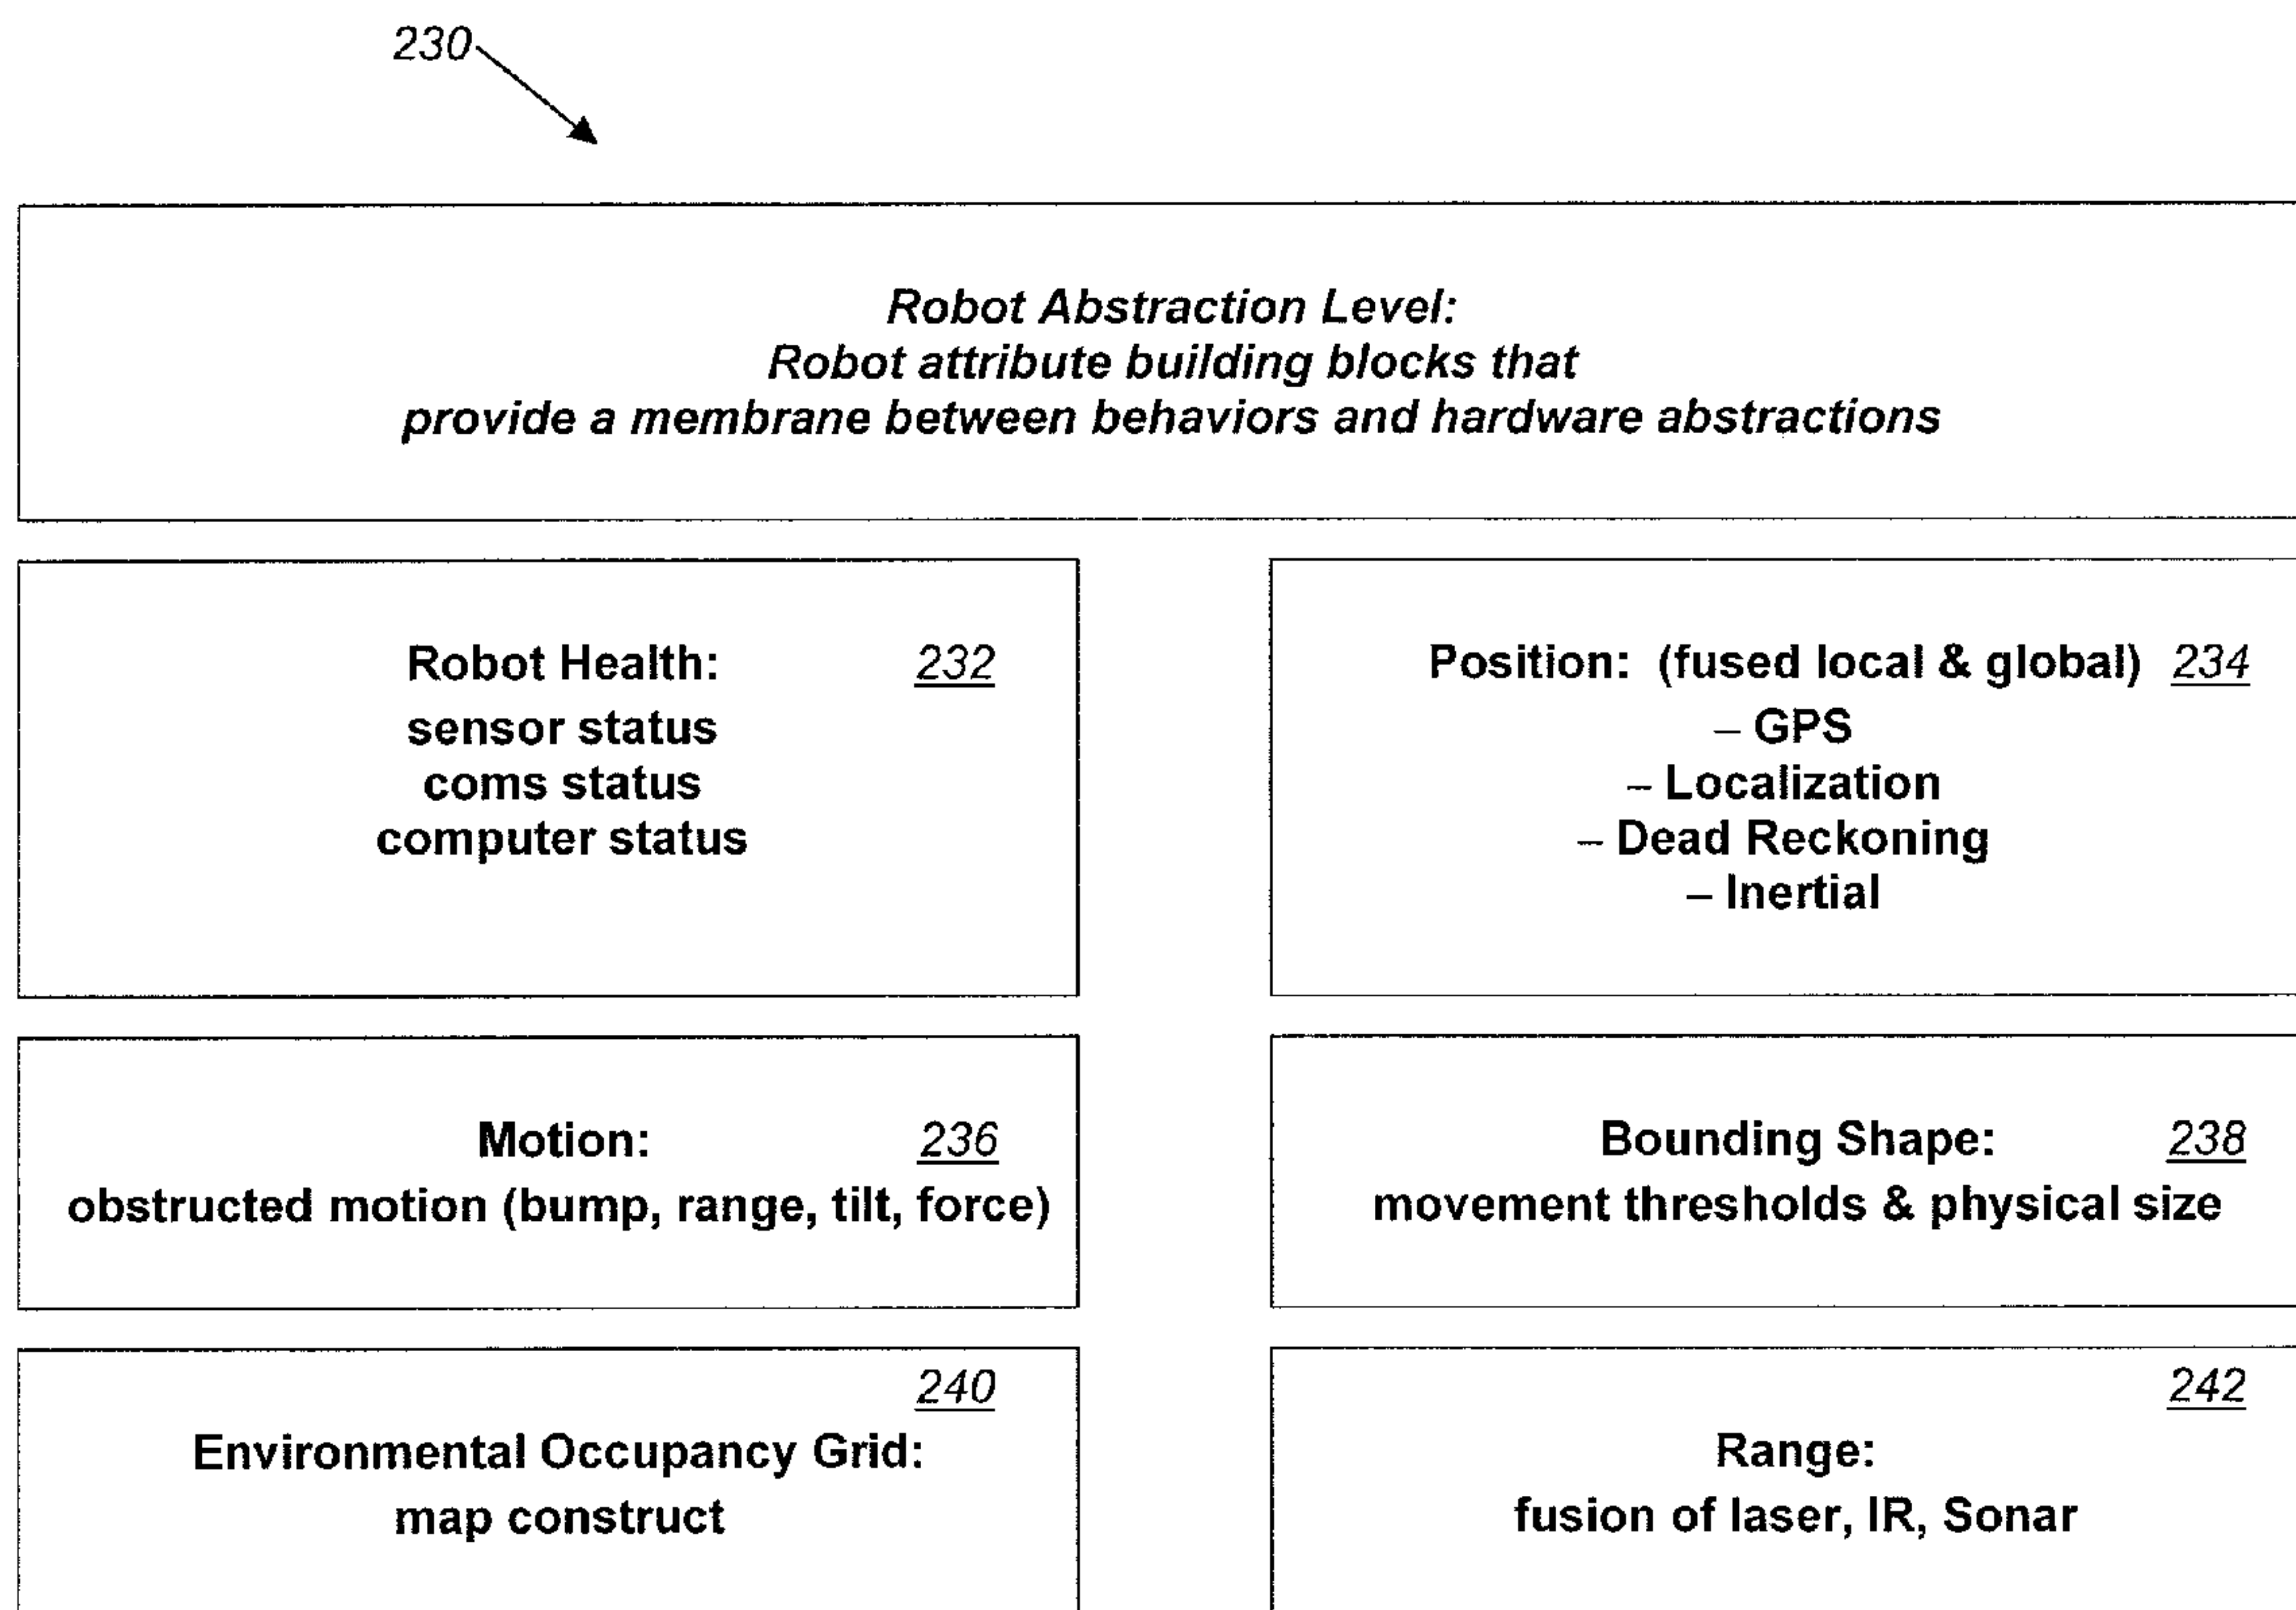 230
Robot Abstraction Level:
Robot attribute building blocks that
provide a membrane between behaviors and hardware abstractions
Robot Health: 232
sensor status
coms status
computer status
Position: (fused local & global) 234
– GPS
– Localization
– Dead Reckoning
– Inertial
Motion: 236
obstructed motion (bump, range, tilt, force)
Bounding Shape: 238
movement thresholds & physical size
240
Environmental Occupancy Grid:
map construct
242
Range:
fusion of laser, IR, Sonar